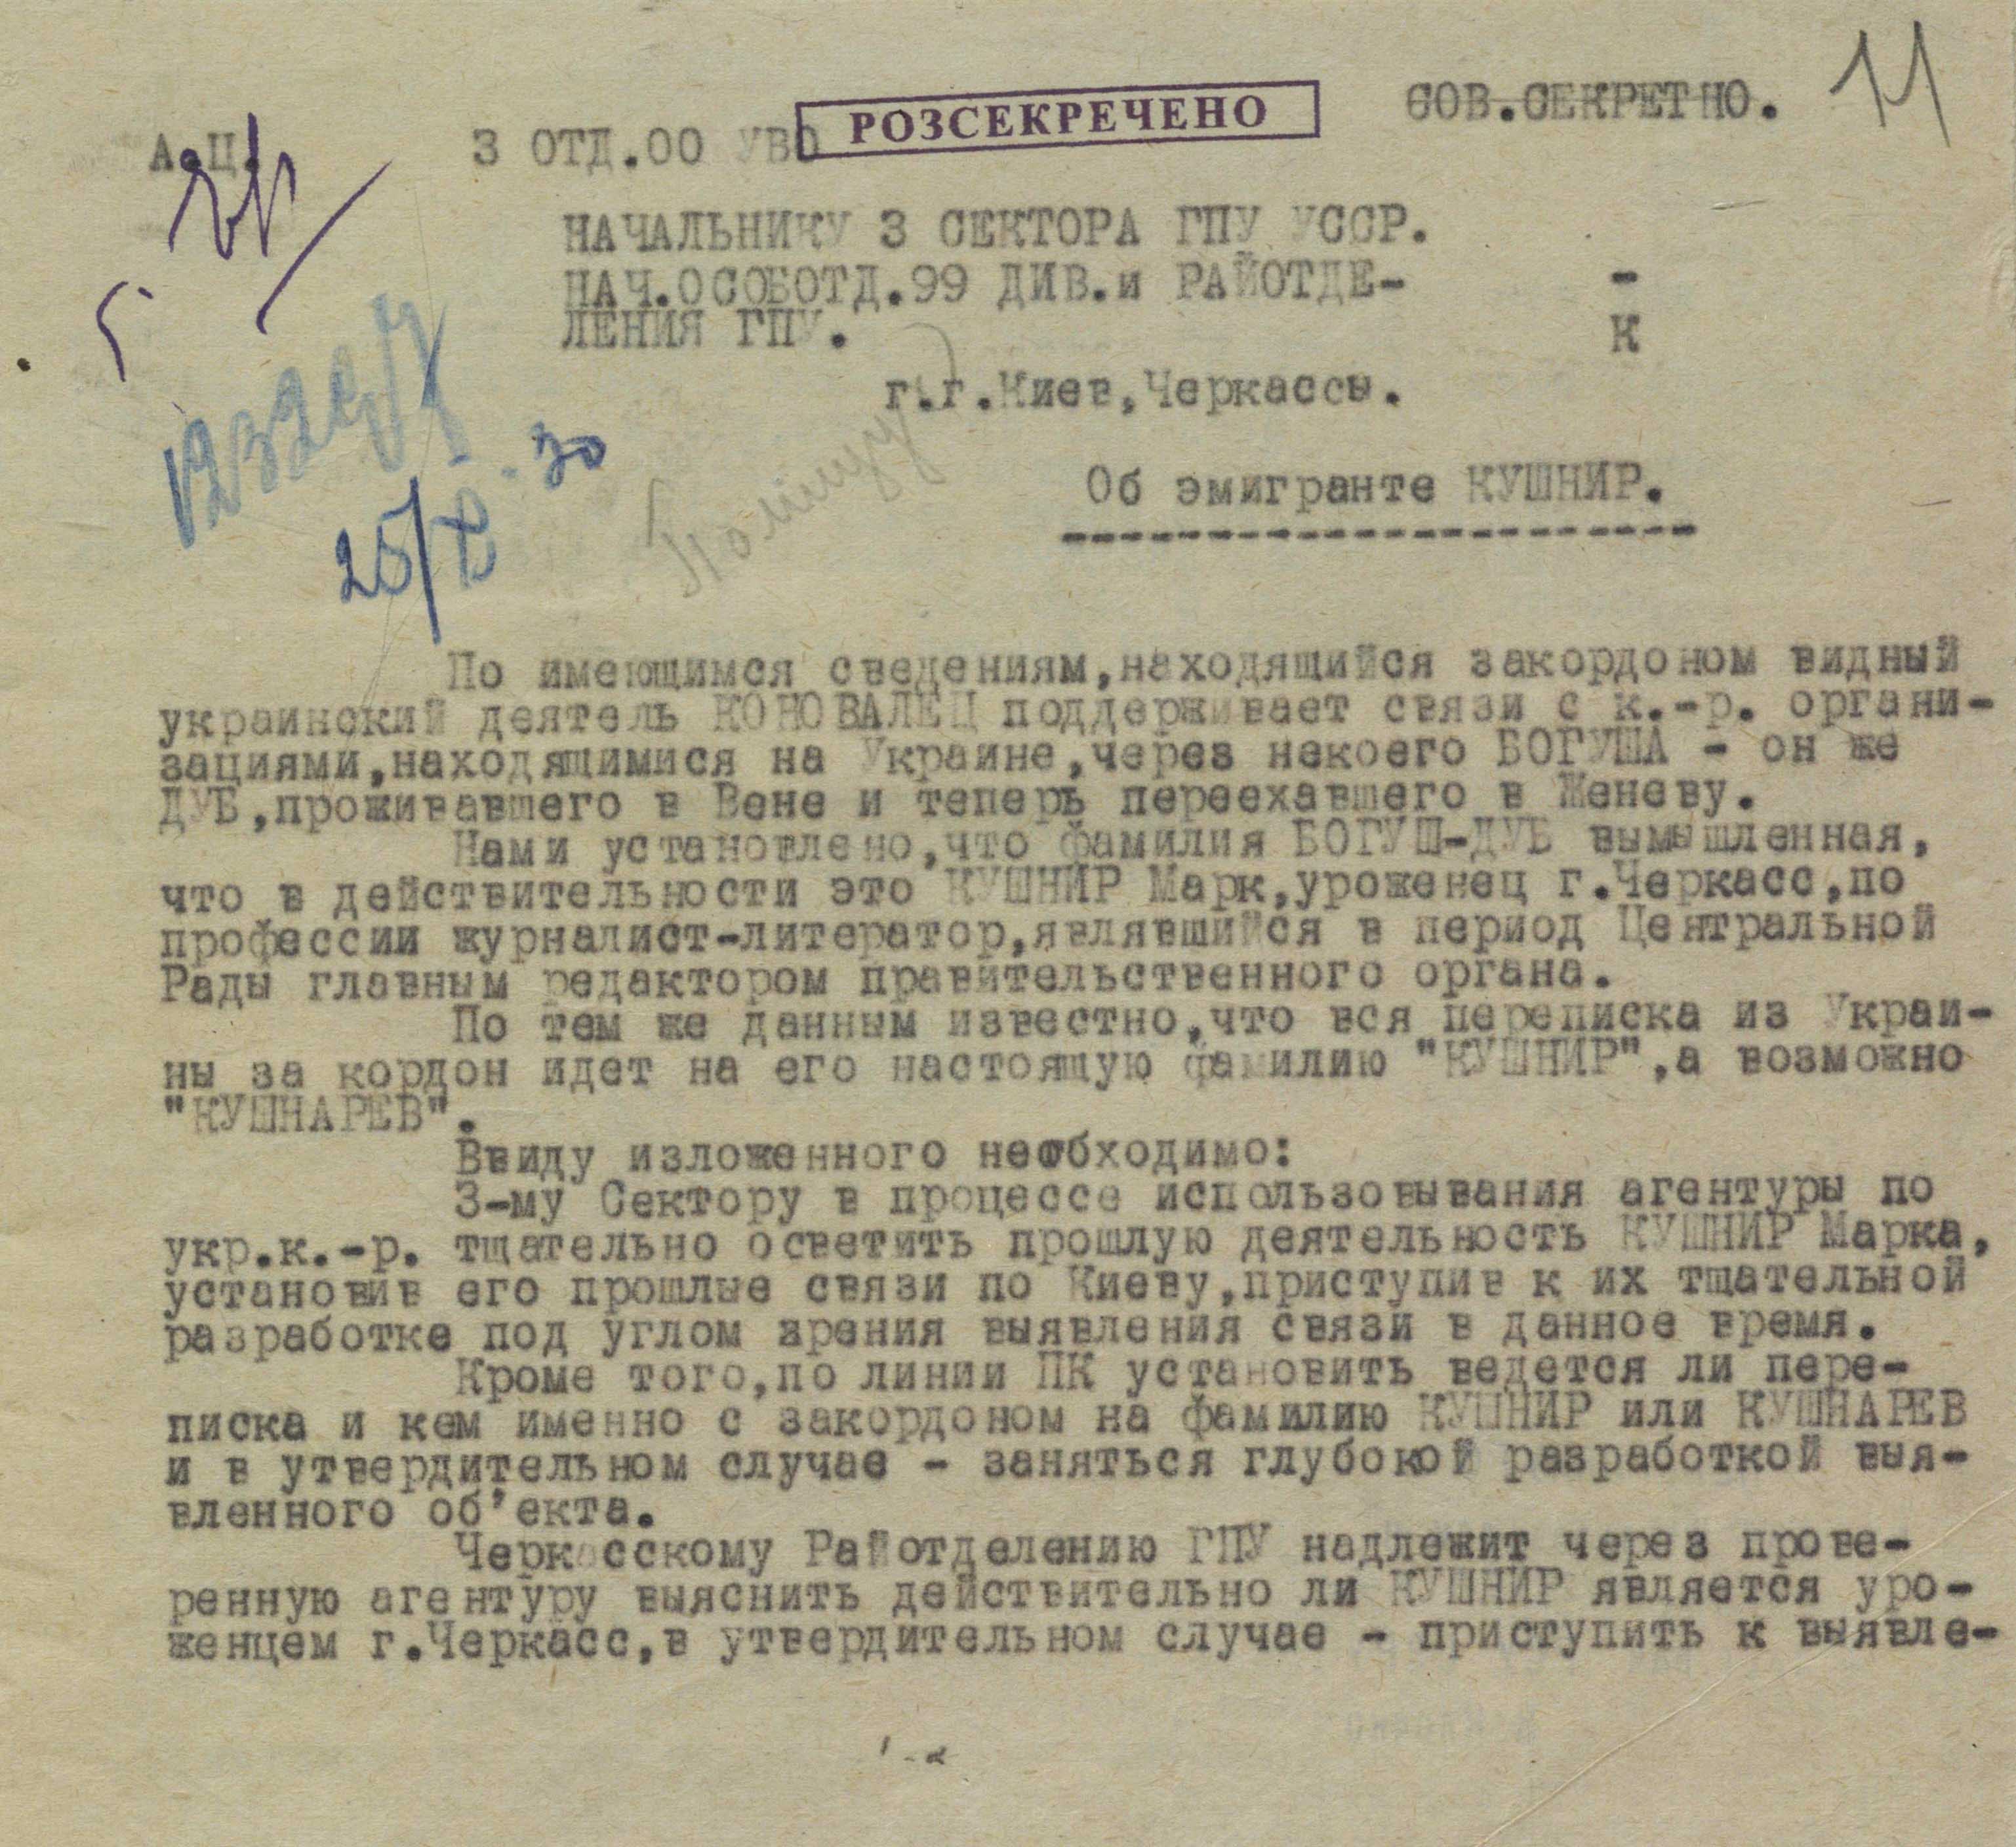 СОВ.СЕКРЕТНО. 11
РОЗСЕКРЕЧЕНО
А.Ц. 3 ОТД.ОО УВО
НАЧАЛЬНИКУ 3 СЕКТОРА ГПУ УССР.
НАЧ.ОСОБОТД.99 ДИВ.и РАЙОТДЕ- -
ЛЕНИЯ ГПУ. К
г.г.Киев,Черкассы.
25/X 30
Об эмигранте КУШНИР.
По имеющимся сведениям,находящийся закордоном видный
украинский деятель КОНОВАЛЕЦ поддерживает связи с к.-р. органи-
зациями,находящимися на Украине,через некоего БОГУША - он же
ДУБ,проживавшего в Вене и теперь переехавшего в Женеву.
Нами установлено,что фамилия БОГУШ-ДУБ вымышленная,
что в действительности это КУШНИР Марк,уроженец г.Черкасс,по
профессии журналист-литератор,являвшийся в период Центральной
Рады главным редактором правительственного органа.
По тем же данным известно,что вся переписка из Украи-
ны за кордон идет на его настоящую фамилию "КУШНИР",а возможно
"КУШНАРЕВ".
Ввиду изложенного необходимо:
3-му Сектору в процессе использовывания агентуры по
укр.к.-р. тщательно осветить прошлую деятельность КУШНИР Марка,
установив его прошлые связи по Киеву,приступив к их тщательной
разработке под углом зрения выявления связи в данное время.
Кроме того,по линии ПК установить ведется ли пере-
писка и кем именно с закордоном на фамилию КУШНИР или КУШНАРЕВ
и в утвердительном случае - заняться глубокой разработкой выя-
вленного об'екта.
Черкасскому Райотделению ГПУ надлежит через прове-
ренную агентуру выяснить действительно ли КУШНИР является уро-
женцем г.Черкасс,в утвердительном случае - приступить к выявле-